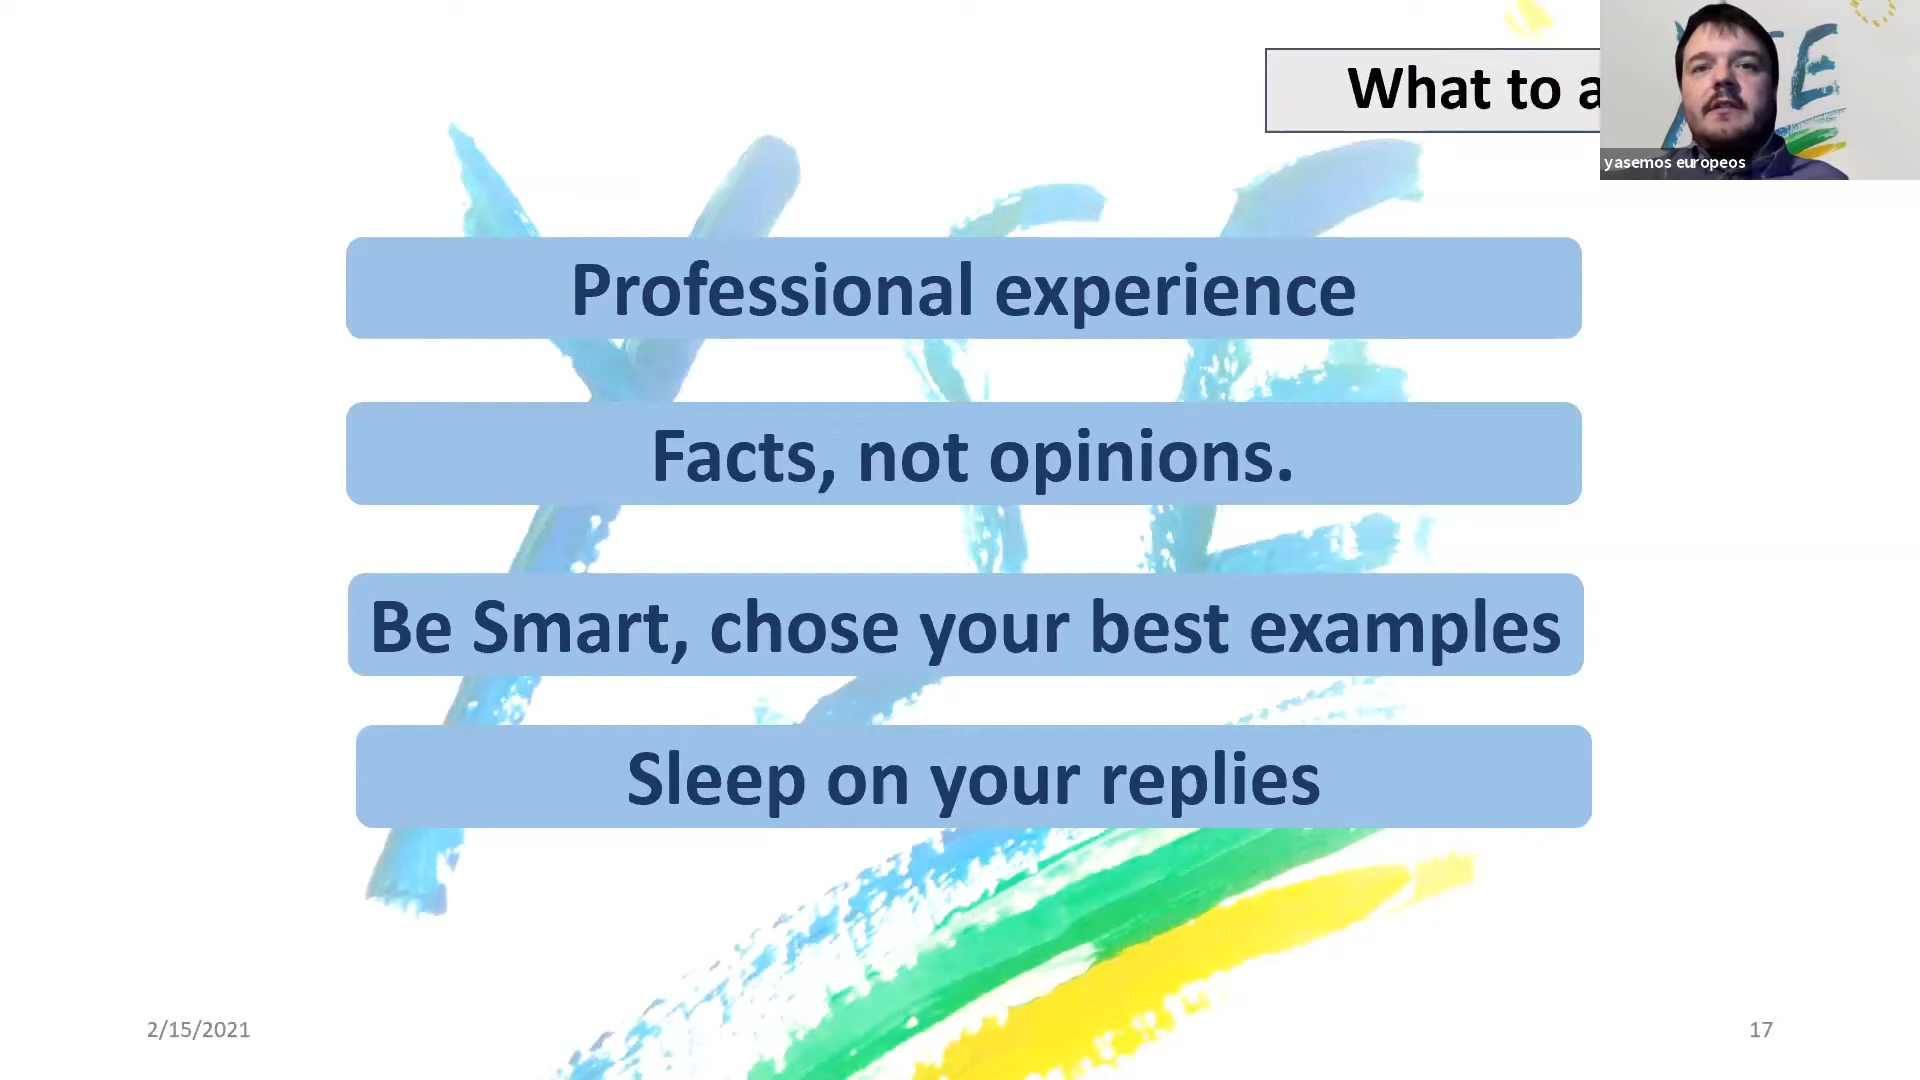 What to a
yasemos europeos
Professional experience
Facts, not opinions.
Be Smart, chose your best examples
Sleep on your replies
2/15/2021
17